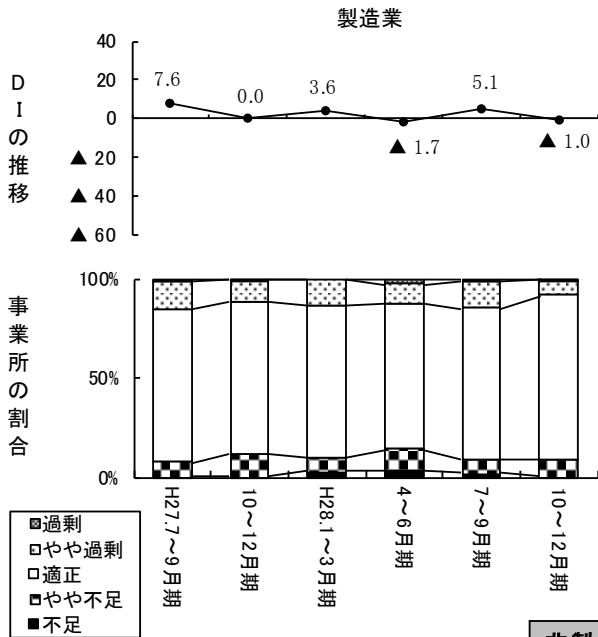 製造業
DIの推移
40
20
0
▲ 20
▲ 40
▲ 60
7.6
0.0
3.6
▲ 1.7
5.1
▲ 1.0
事業所の割合
100%
50%
0%
H27.7～9月期
10～12月期
H28.1～3月期
4～6月期
7～9月期
10～12月期
過剰
やや過剰
適正
やや不足
不足